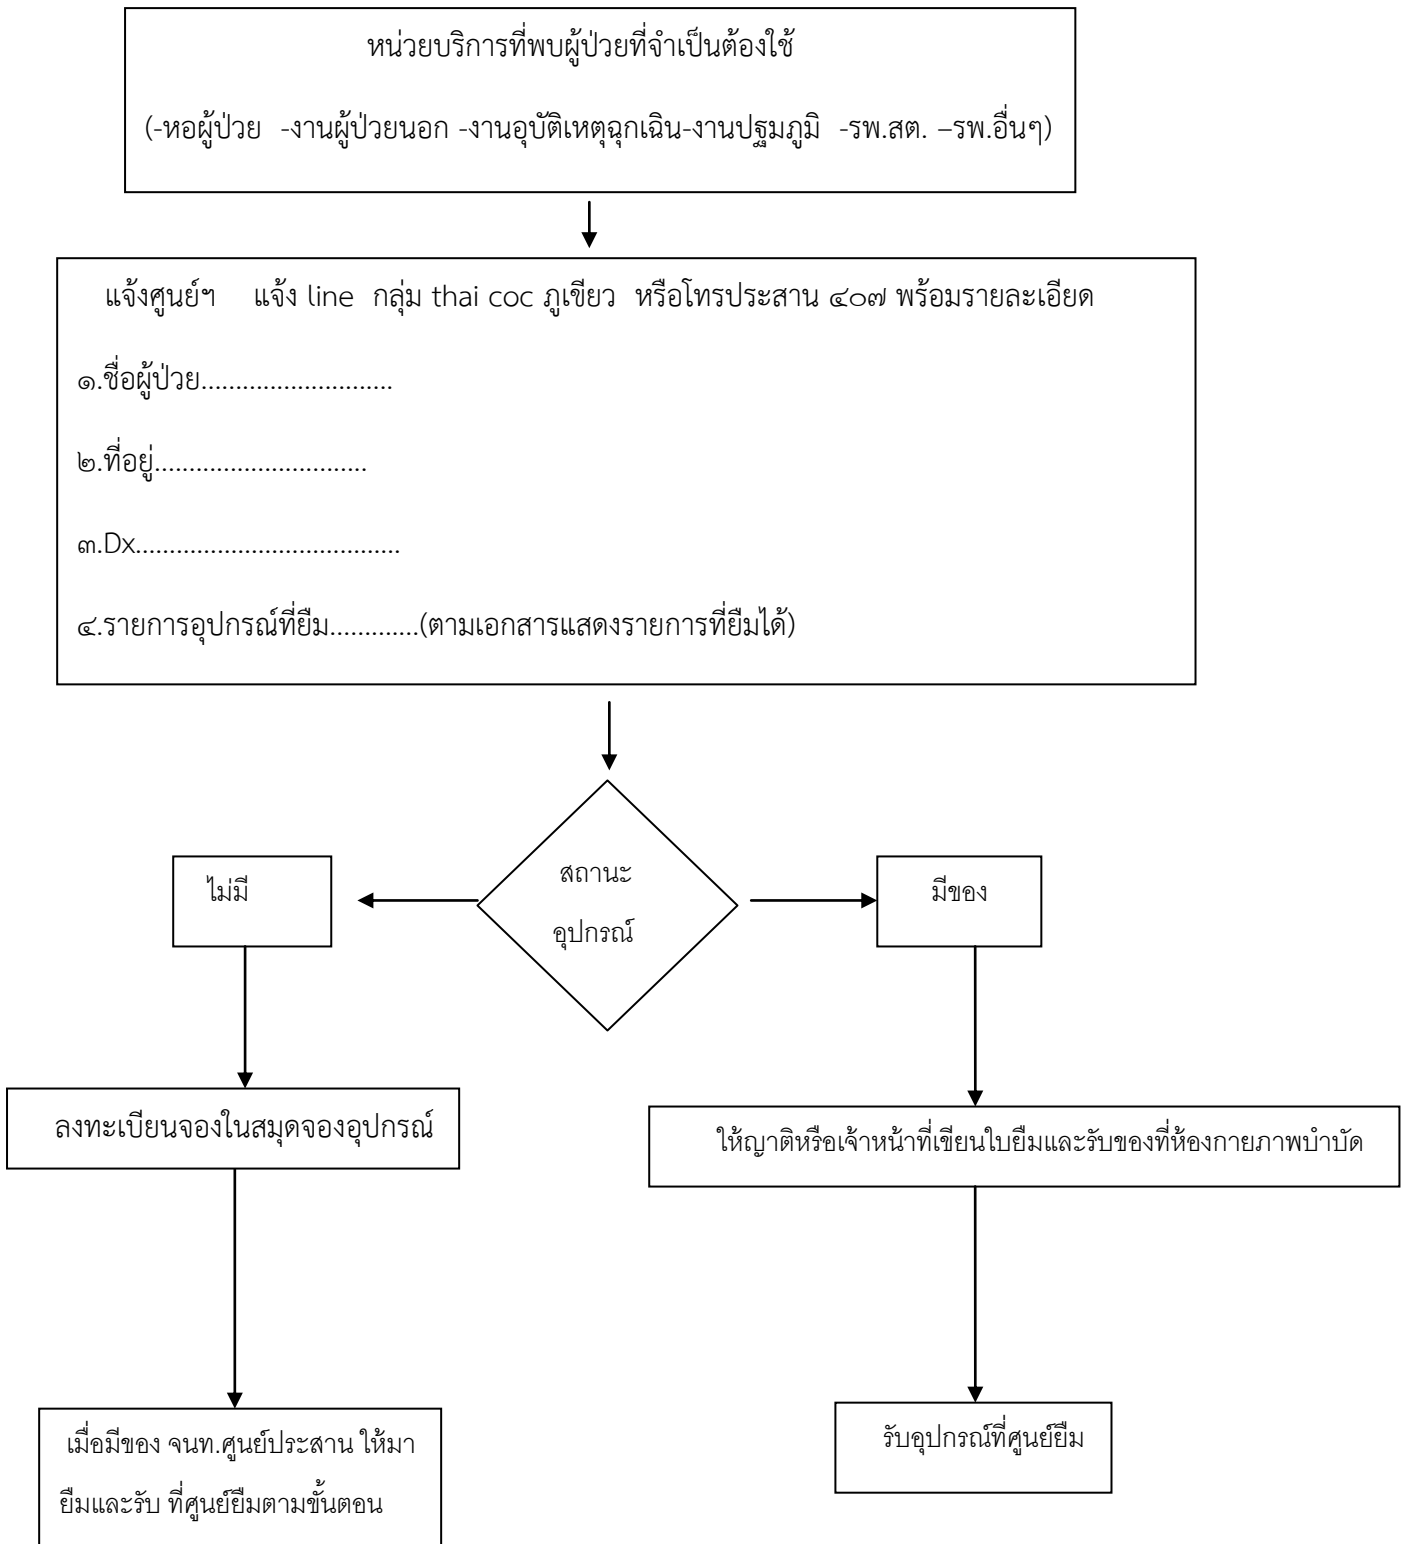 หน่วยบริการที่พบผู้ป่วยที่จำเป็นต้องใช้
(-หอผู้ป่วย -งานผู้ป่วยนอก -งานอุบัติเหตุฉุกเฉิน-งานปฐมภูมิ -รพ.สต. –รพ.อื่นๆ)
แจ้งศูนย์ฯ แจ้ง line กลุ่ม thai coc ภูเขียว หรือโทรประสาน ๔๐๗ พร้อมรายละเอียด
๑.ชื่อผู้ป่วย............................
๒.ที่อยู่...............................
๓.Dx.......................................
๔.รายการอุปกรณ์ที่ยืม.............(ตามเอกสารแสดงรายการที่ยืมได้)
สถานะ
อุปกรณ์
ไม่มี
มีของ
ลงทะเบียนจองในสมุดจองอุปกรณ์
ให้ญาติหรือเจ้าหน้าที่เขียนใบยืมและรับของที่ห้องกายภาพบำบัด
เมื่อมีของ จนท.ศูนย์ประสาน ให้มา
ยืมและรับ ที่ศูนย์ยืมตามขั้นตอน
รับอุปกรณ์ที่ศูนย์ยืม